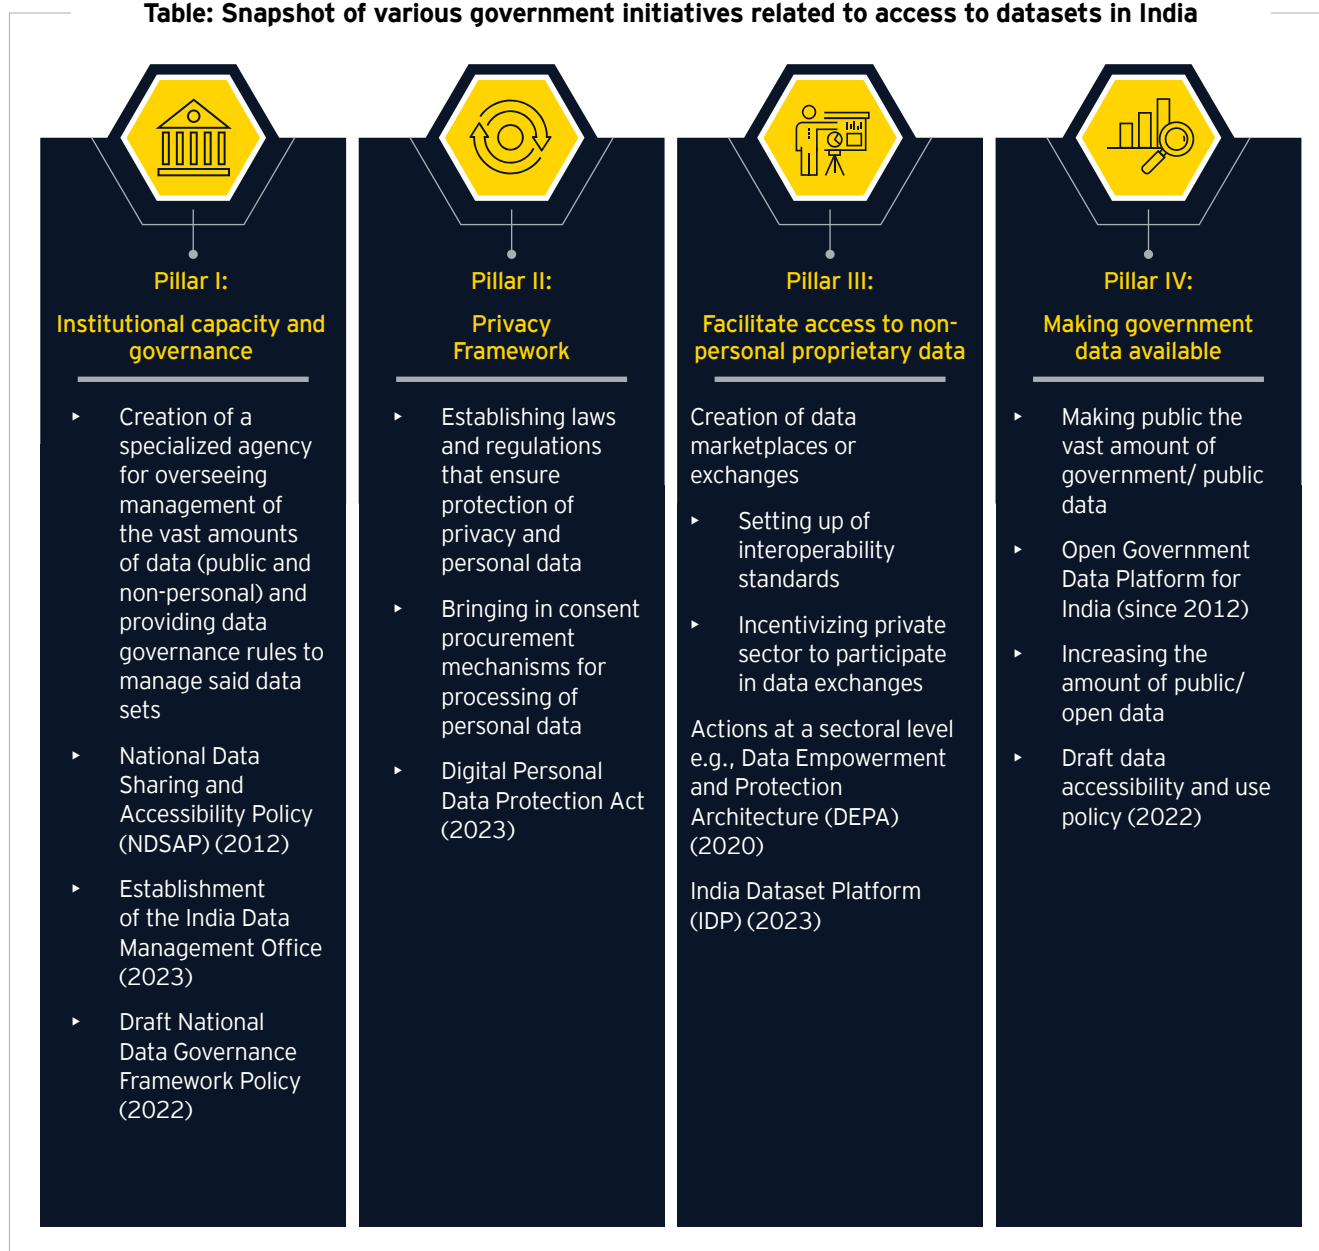 Table: Snapshot of various government initiatives related to access to datasets in India
Pillar I:
Institutional capacity and
governance
▸ Creation of a
specialized agency
for overseeing
management of
the vast amounts
of data (public and
non-personal) and
providing data
governance rules to
manage said data
sets
▸ National Data
Sharing and
Accessibility Policy
(NDSAP) (2012)
▸ Establishment
of the India Data
Management Office
(2023)
▸ Draft National
Data Governance
Framework Policy
(2022)
Pillar II:
Privacy
Framework
▸ Establishing laws
and regulations
that ensure
protection of
privacy and
personal data
▸ Bringing in consent
procurement
mechanisms for
processing of
personal data
▸ Digital Personal
Data Protection Act
(2023)
Pillar III:
Facilitate access to non-
personal proprietary data
Creation of data
marketplaces or
exchanges
▸ Setting up of
interoperability
standards
▸ Incentivizing private
sector to participate
in data exchanges
Actions at a sectoral level
e.g., Data Empowerment
and Protection
Architecture (DEPA)
(2020)
India Dataset Platform
(IDP) (2023)
Pillar IV:
Making government
data available
▸ Making public the
vast amount of
government/ public
data
▸ Open Government
Data Platform for
India (since 2012)
▸ Increasing the
amount of public/
open data
▸ Draft data
accessibility and use
policy (2022)